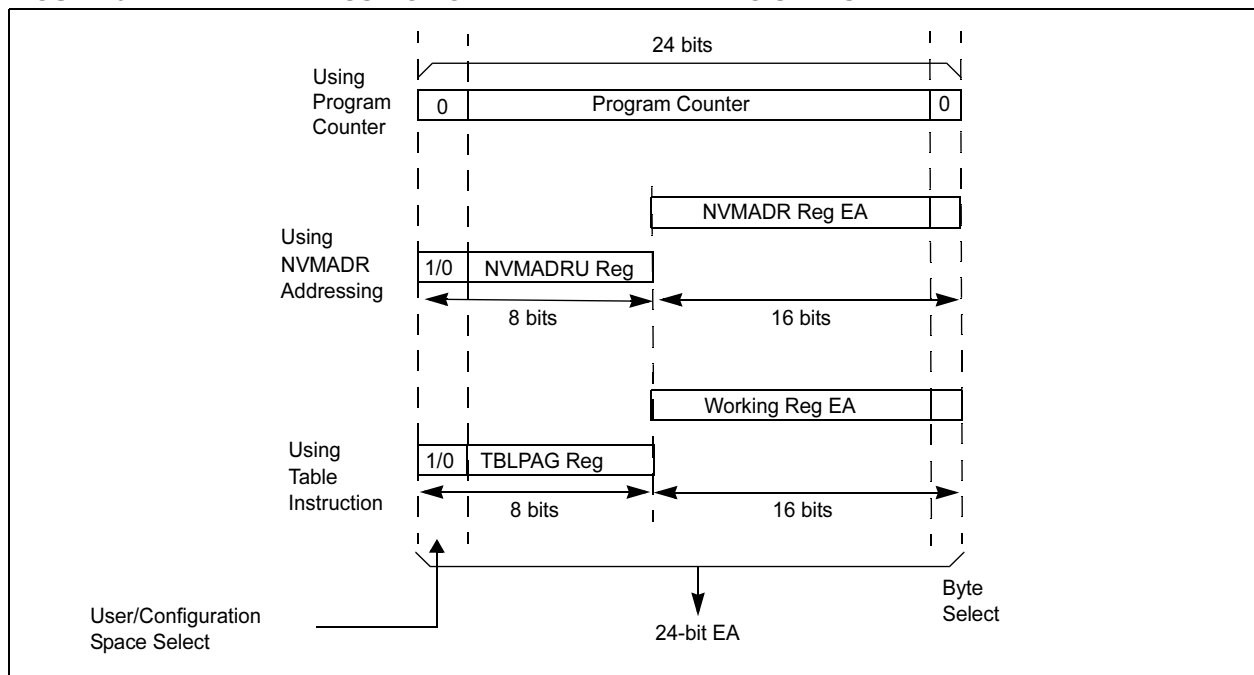 24 bits
Using
Program
Counter
0
Program Counter
0
NVMADR Reg EA
Using
NVMADR
Addressing
1/0
NVMADRU Reg
8 bits
16 bits
Working Reg EA
Using
Table
Instruction
1/0
TBLPAG Reg
8 bits
16 bits
User/Configuration
Space Select
24-bit EA
Byte
Select